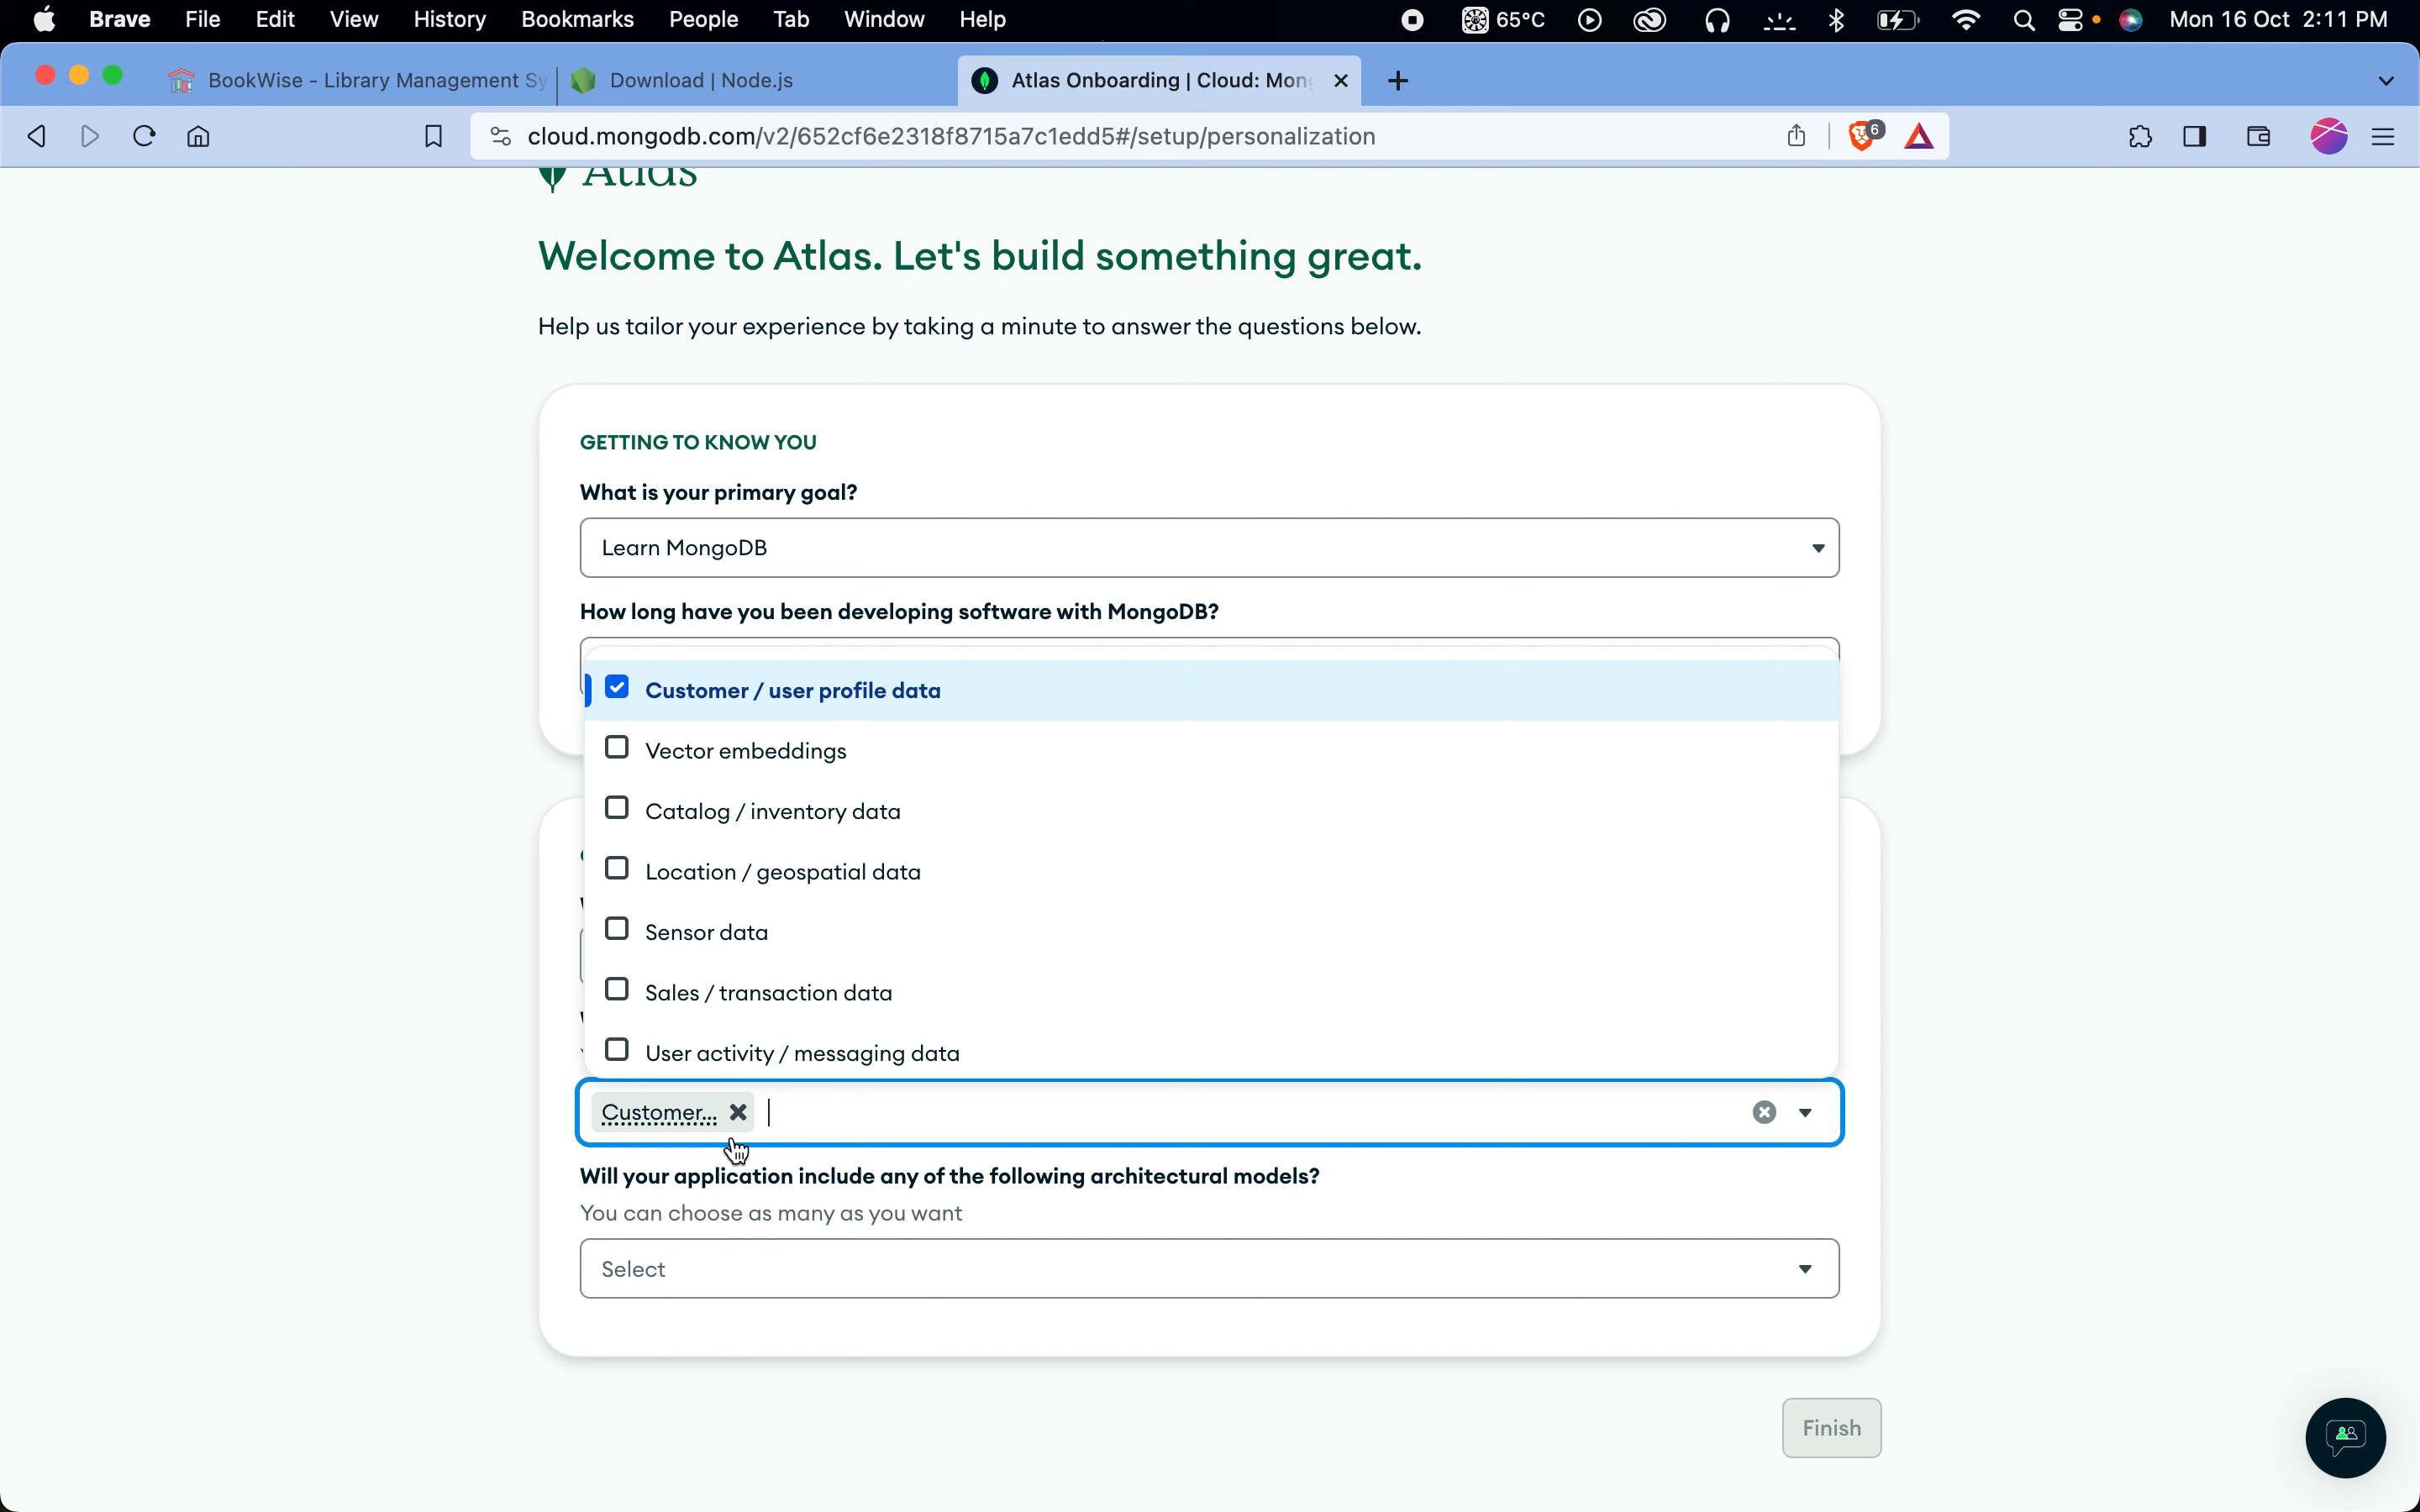 Brave File Edit View History Bookmarks People Tab Window Help 65°C Mon 16 Oct 2:11 PM
BookWise - Library Management Sy Download | Node.js Atlas Onboarding | Cloud: Mong
cloud.mongodb.com/v2/652cf6e2318f8715a7c1edd5#/setup/personalization 6
Atlas
Welcome to Atlas. Let's build something great.
Help us tailor your experience by taking a minute to answer the questions below.
GETTING TO KNOW YOU
What is your primary goal?
Learn MongoDB
How long have you been developing software with MongoDB?
Customer / user profile data
Vector embeddings
Catalog / inventory data
Location / geospatial data
Sensor data
Sales / transaction data
User activity / messaging data
Customer...
Will your application include any of the following architectural models?
You can choose as many as you want
Select
Finish